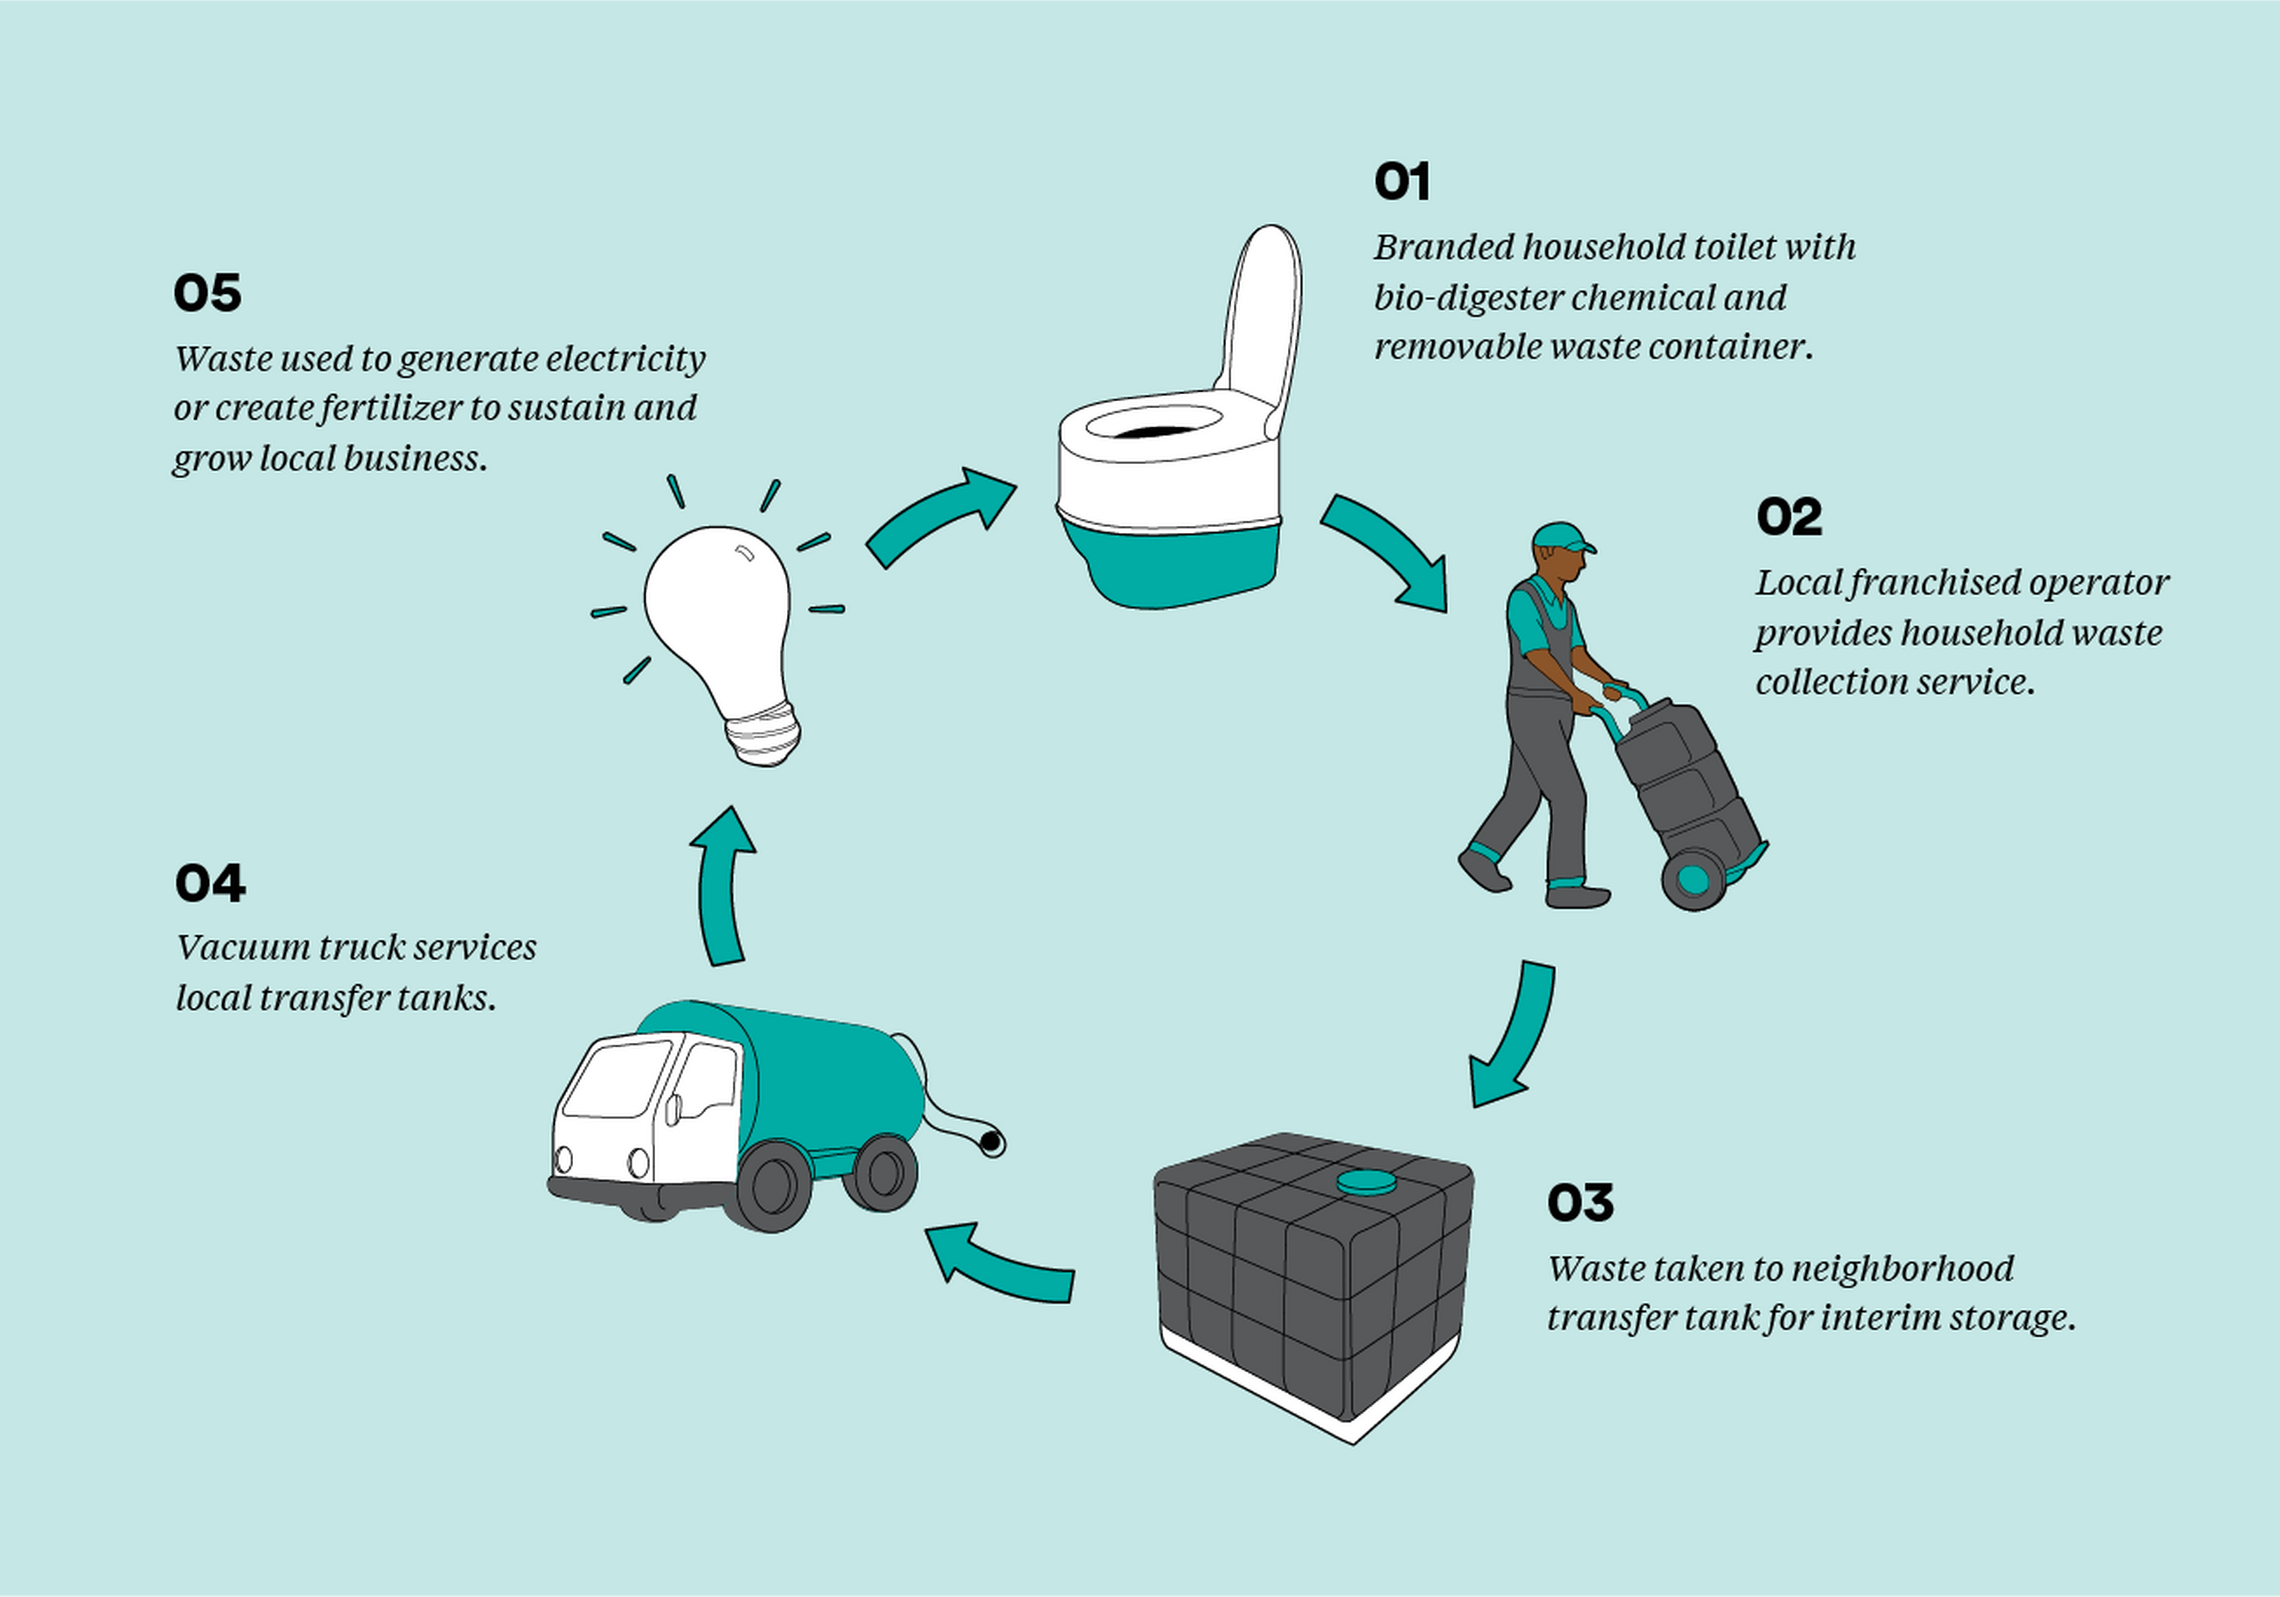 01
Branded household toilet with
bio-digester chemical and
removable waste container.
02
Local franchised operator
provides household waste
collection service.
03
Waste taken to neighborhood
transfer tank for interim storage.
04
Vacuum truck services
local transfer tanks.
05
Waste used to generate electricity
or create fertilizer to sustain and
grow local business.